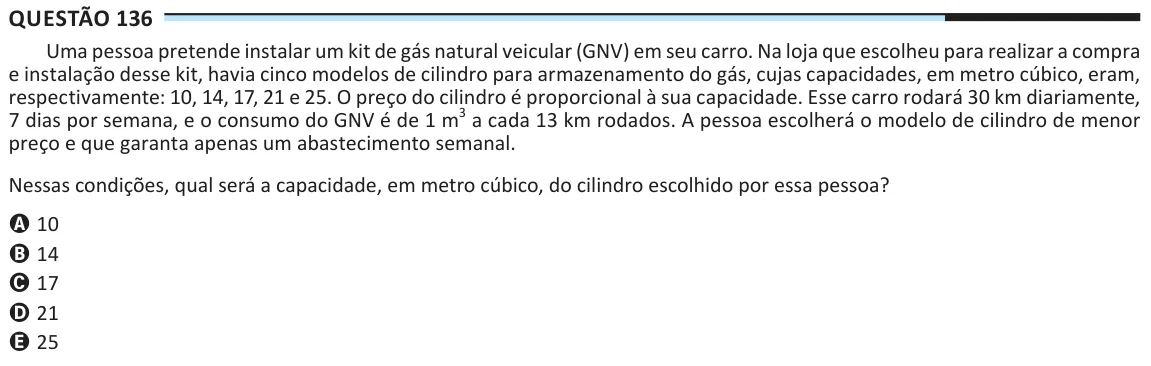 QUESTÃO 136
Uma pessoa pretende instalar um kit de gás natural veicular (GNV) em seu carro. Na loja que escolheu para realizar a compra
e instalação desse kit, havia cinco modelos de cilindro para armazenamento do gás, cujas capacidades, em metro cúbico, eram,
respectivamente: 10, 14, 17, 21 e 25. O preço do cilindro é proporcional à sua capacidade. Esse carro rodará 30 km diariamente,
7 dias por semana, e o consumo do GNV é de 1 m³ a cada 13 km rodados. A pessoa escolherá o modelo de cilindro de menor
preço e que garanta apenas um abastecimento semanal.
Nessas condições, qual será a capacidade, em metro cúbico, do cilindro escolhido por essa pessoa?
A 10
B 14
C 17
D 21
E 25